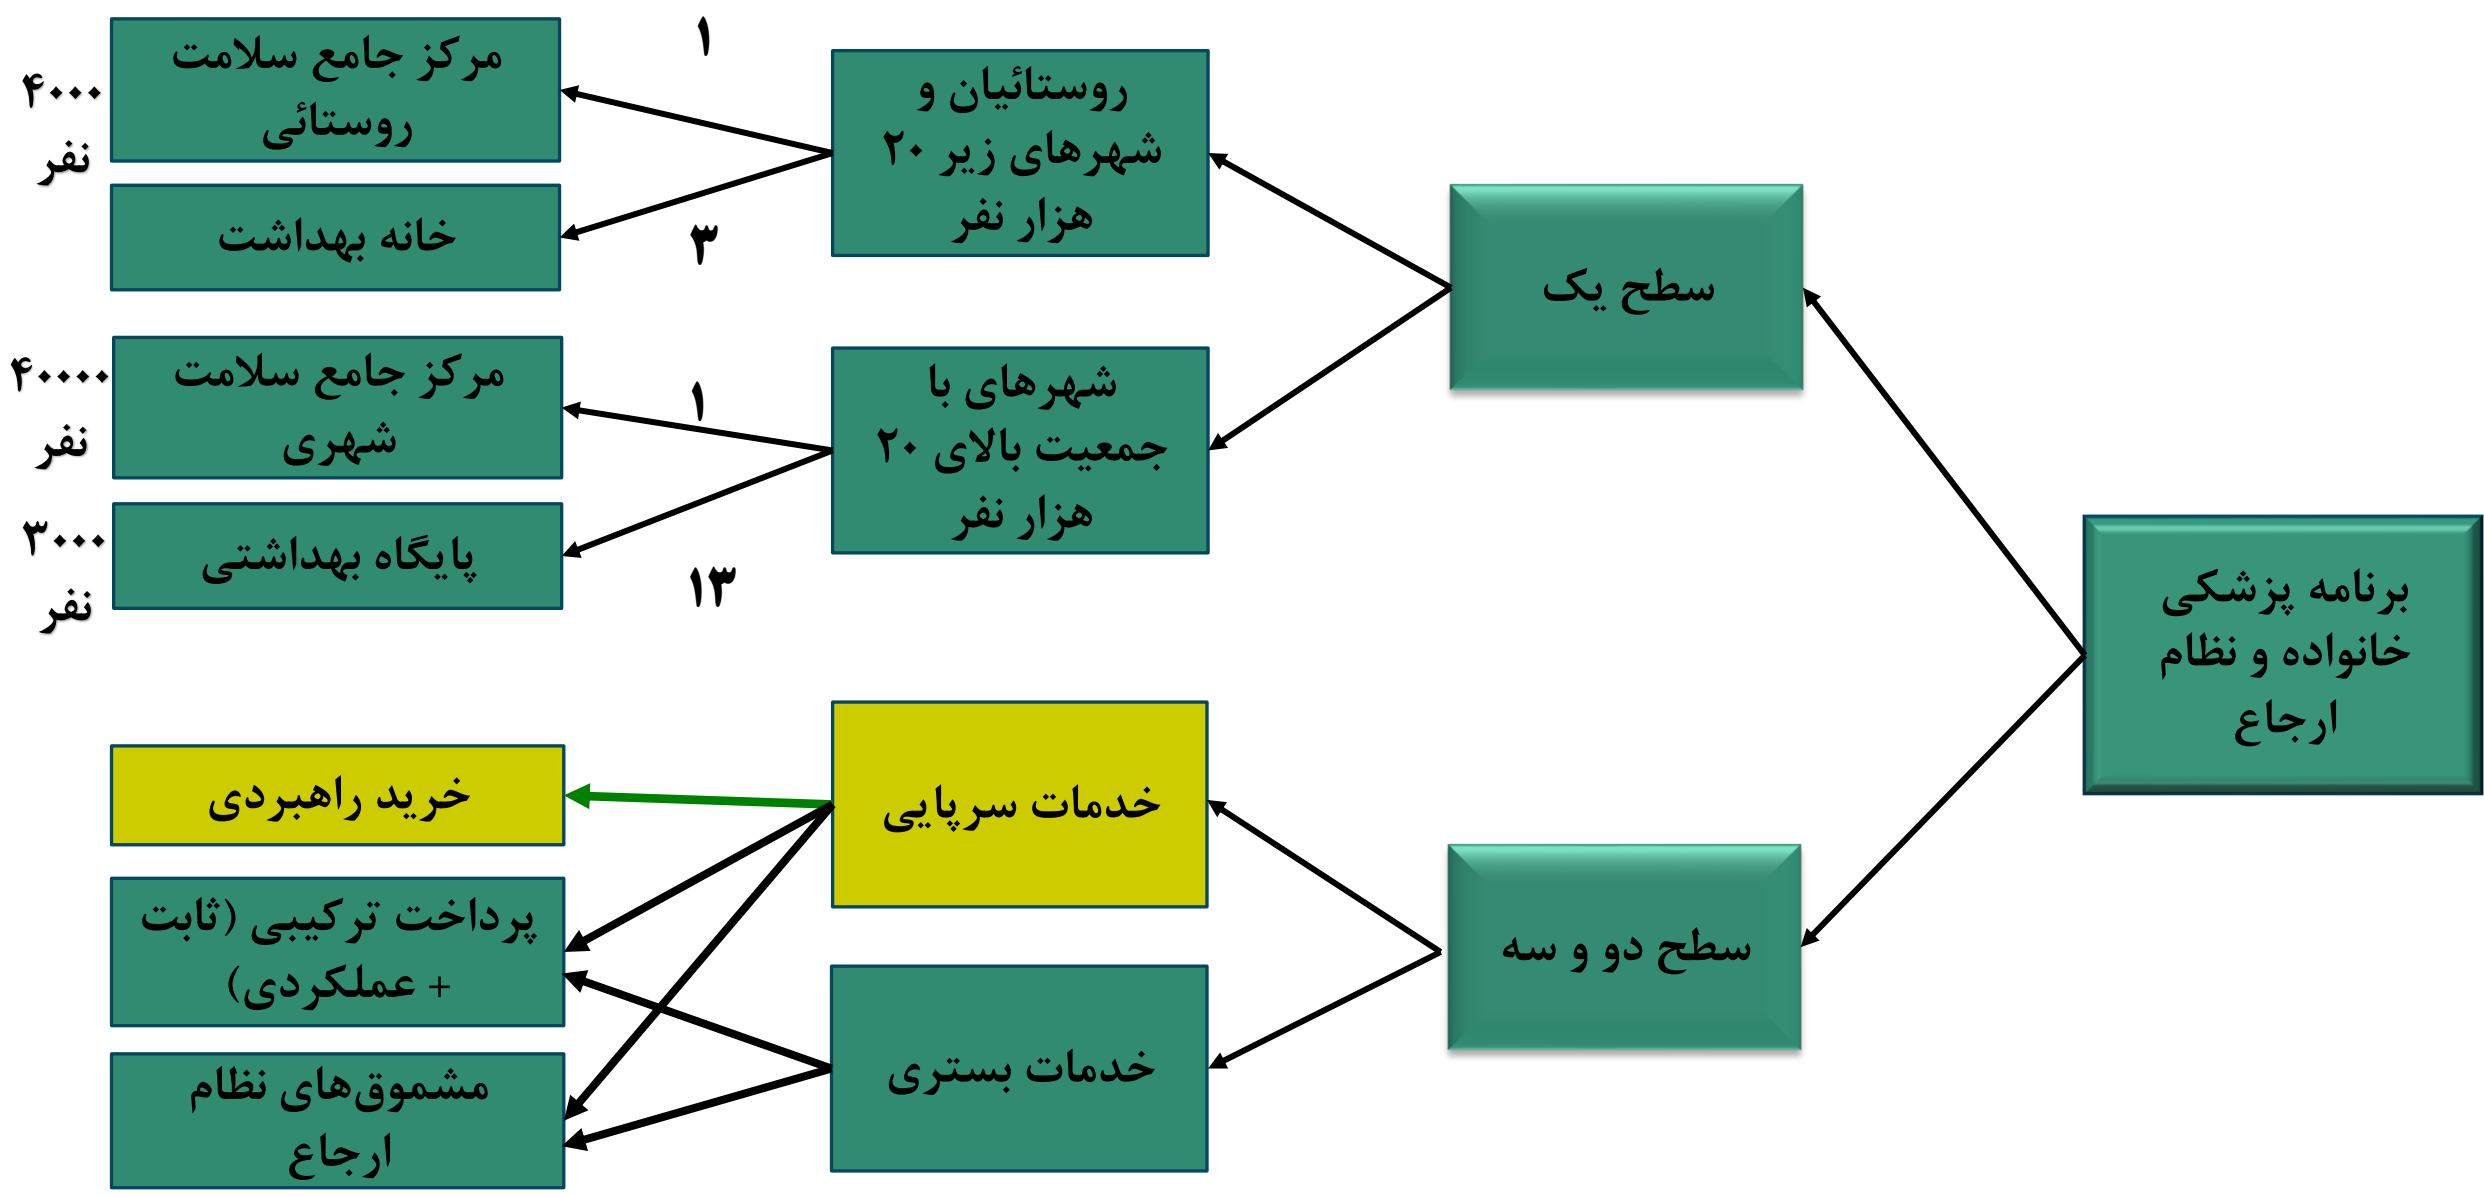 برنامه پزشکی
خانواده و نظام
ارجاع
سطح یک
روستائیان و
شهرهای زیر ۲۰
هزار نفر
۱
مرکز جامع سلامت
روستائی
۴۰۰۰
نفر
۳
خانه بهداشت
شهرهای با
جمعیت بالای ۲۰
هزار نفر
۱
مرکز جامع سلامت
شهری
۴۰۰۰۰
نفر
۱۳
پایگاه بهداشتی
۳۰۰۰
نفر
سطح دو و سه
خدمات سرپایی
خرید راهبردی
پرداخت ترکیبی (ثابت
+ عملکردی)
خدمات بستری
مشموق‌های نظام
ارجاع